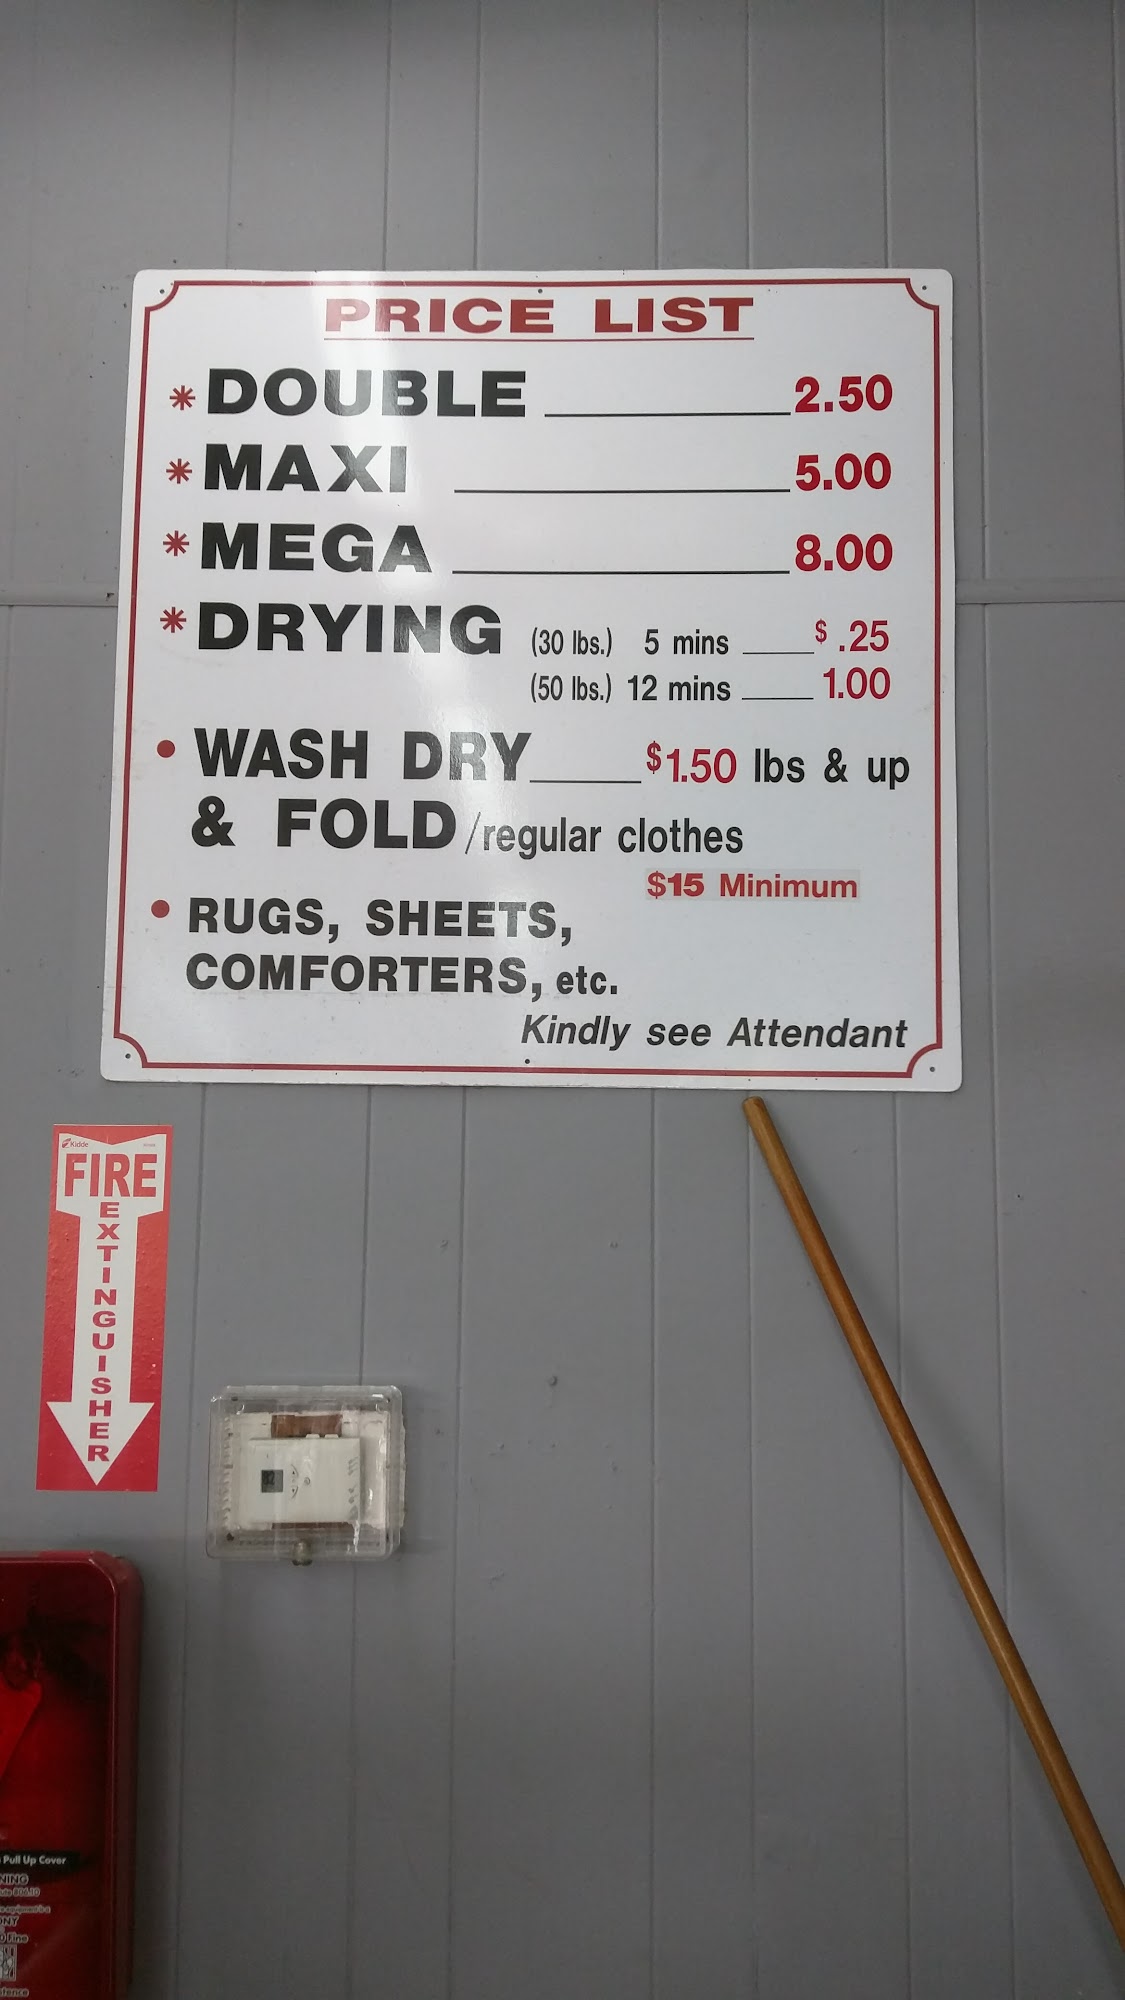 PRICE LIST
* DOUBLE 2.50
* MAXI 5.00
* MEGA 8.00
* DRYING (30 lbs.) 5 mins $ .25
(50 lbs.) 12 mins 1.00
• WASH DRY $1.50 lbs & up
& FOLD /regular clothes
$15 Minimum
• RUGS, SHEETS,
COMFORTERS, etc.
Kindly see Attendant
Kidde
FIRE
EXTINGUISHER
Pull Up Cover